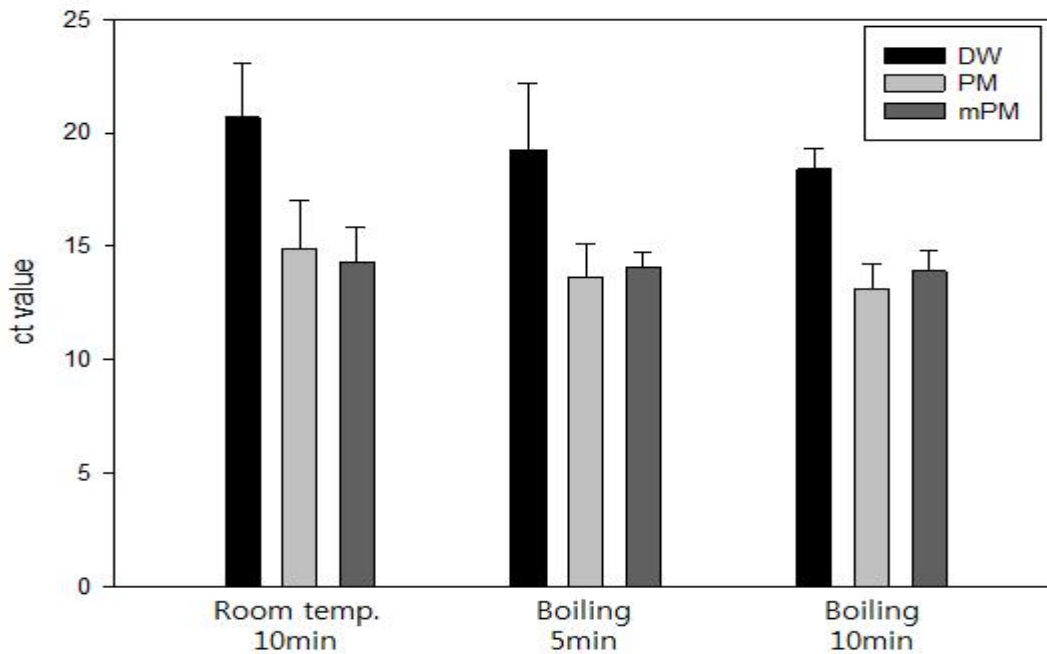 25
20
15
10
5
0
ct value
DW
PM
mPM
Room temp.
10min
Boiling
5min
Boiling
10min